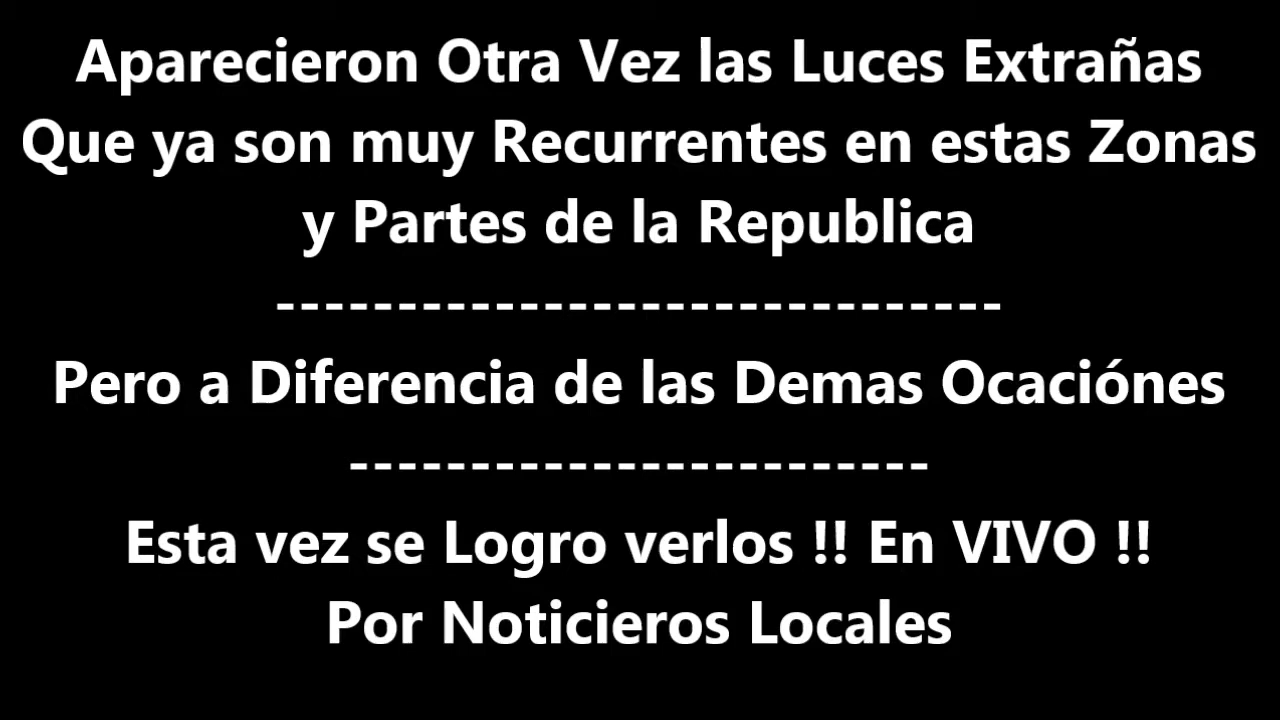 Aparecieron Otra Vez las Luces Extrañas
Que ya son muy Recurrentes en estas Zonas
y Partes de la Republica
------------------------------
Pero a Diferencia de las Demas Ocaciónes
------------------------
Esta vez se Logro verlos !! En VIVO !!
Por Noticieros Locales